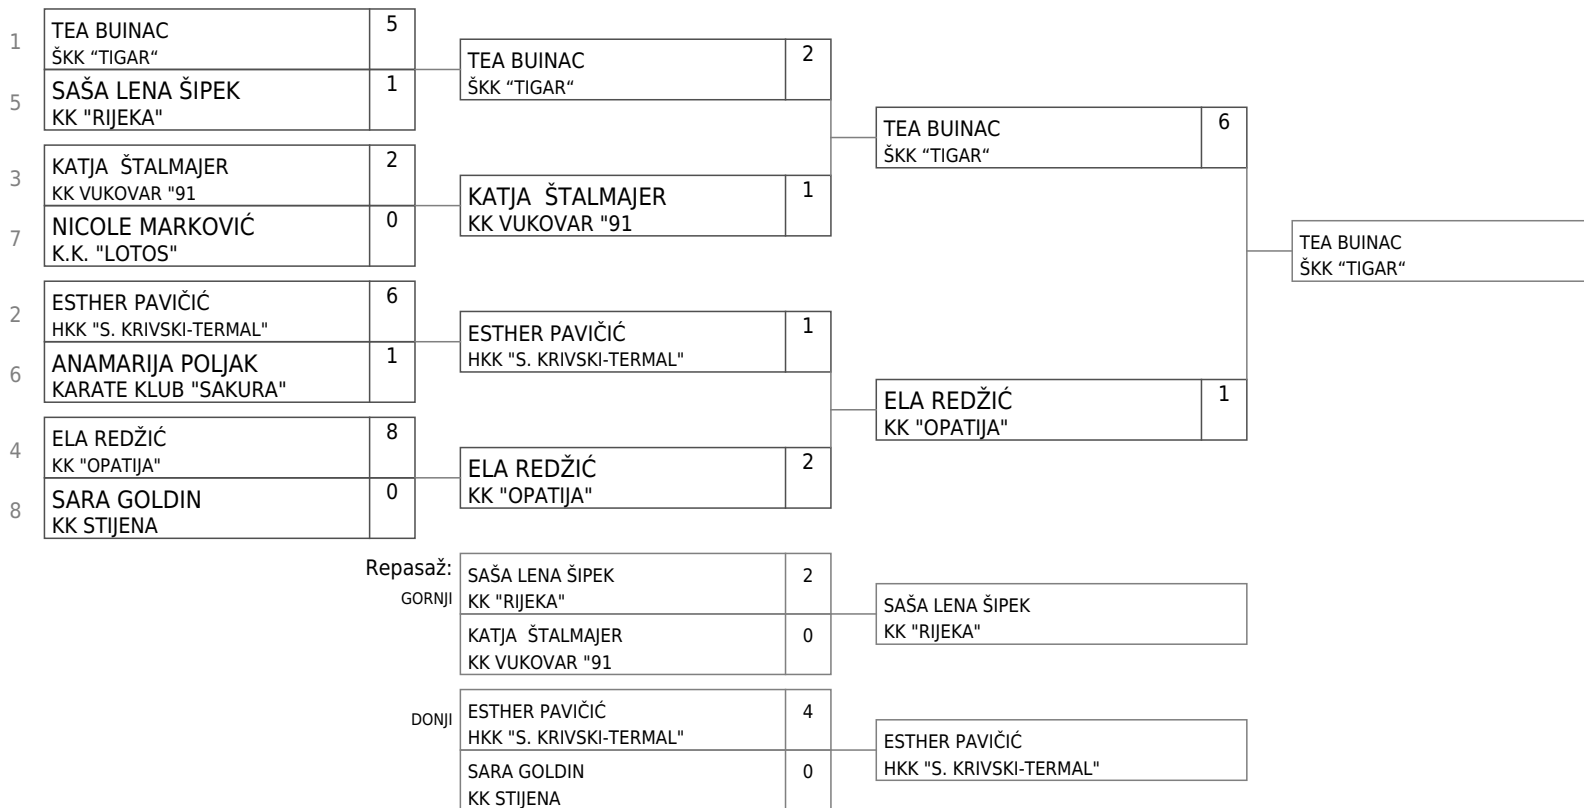 1
TEA BUINAC
5
ŠKK “TIGAR“
5
SAŠA LENA ŠIPEK
1
KK "RIJEKA"
3
KATJA  ŠTALMAJER
2
KK VUKOVAR "91
7
NICOLE MARKOVIĆ
0
K.K. "LOTOS"
2
ESTHER PAVIČIĆ
6
HKK "S. KRIVSKI-TERMAL"
6
ANAMARIJA POLJAK
1
KARATE KLUB "SAKURA"
4
ELA REDŽIĆ
8
KK "OPATIJA"
8
SARA GOLDIN
0
KK STIJENA
TEA BUINAC
2
ŠKK “TIGAR“
KATJA  ŠTALMAJER
1
KK VUKOVAR "91
ESTHER PAVIČIĆ
1
HKK "S. KRIVSKI-TERMAL"
ELA REDŽIĆ
2
KK "OPATIJA"
TEA BUINAC
6
ŠKK “TIGAR“
ELA REDŽIĆ
1
KK "OPATIJA"
TEA BUINAC
ŠKK “TIGAR“
Repasaž:
GORNJI
SAŠA LENA ŠIPEK
2
KK "RIJEKA"
KATJA  ŠTALMAJER
0
KK VUKOVAR "91
SAŠA LENA ŠIPEK
KK "RIJEKA"
DONJI
ESTHER PAVIČIĆ
4
HKK "S. KRIVSKI-TERMAL"
SARA GOLDIN
0
KK STIJENA
ESTHER PAVIČIĆ
HKK "S. KRIVSKI-TERMAL"